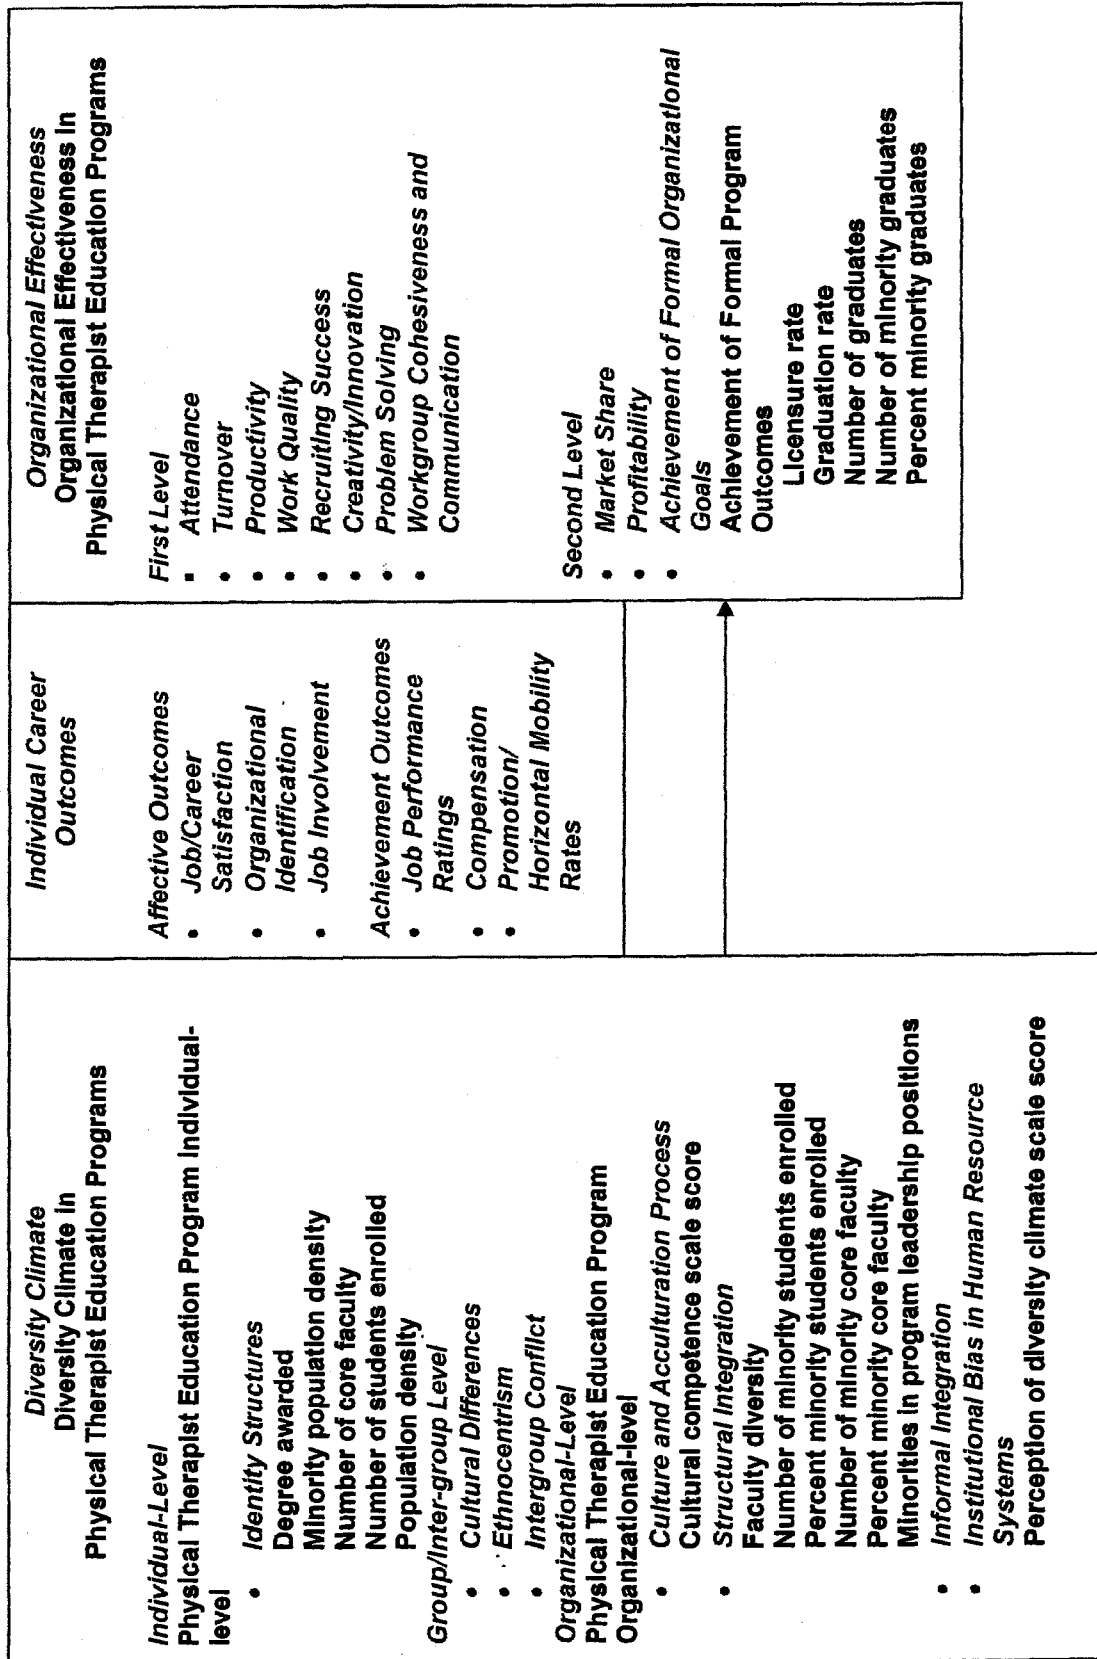 Diversity Climate
Diversity Climate in
Physical Therapist Education Programs
Individual-Level
Physical Therapist Education Program Individual-
level
• Identity Structures
Degree awarded
Minority population density
Number of core faculty
Number of students enrolled
Population density
Group/Inter-group Level
• Cultural Differences
• Ethnocentrism
• Intergroup Conflict
Organizational-Level
Physical Therapist Education Program
Organizational-level
• Culture and Acculturation Process
Cultural competence scale score
• Structural Integration
Faculty diversity
Number of minority students enrolled
Percent minority students enrolled
Number of minority core faculty
Percent minority core faculty
Minorities in program leadership positions
• Informal Integration
• Institutional Bias in Human Resource
Systems
Perception of diversity climate scale score
Individual Career
Outcomes
Affective Outcomes
• Job/Career
Satisfaction
• Organizational
Identification
• Job Involvement
Achievement Outcomes
• Job Performance
Ratings
• Compensation
• Promotion/
Horizontal Mobility
Rates
Organizational Effectiveness
Organizational Effectiveness in
Physical Therapist Education Programs
First Level
▪ Attendance
• Turnover
• Productivity
• Work Quality
• Recruiting Success
• Creativity/Innovation
• Problem Solving
• Workgroup Cohesiveness and
Communication
Second Level
• Market Share
• Profitability
• Achievement of Formal Organizational
Goals
Achievement of Formal Program
Outcomes
Licensure rate
Graduation rate
Number of graduates
Number of minority graduates
Percent minority graduates